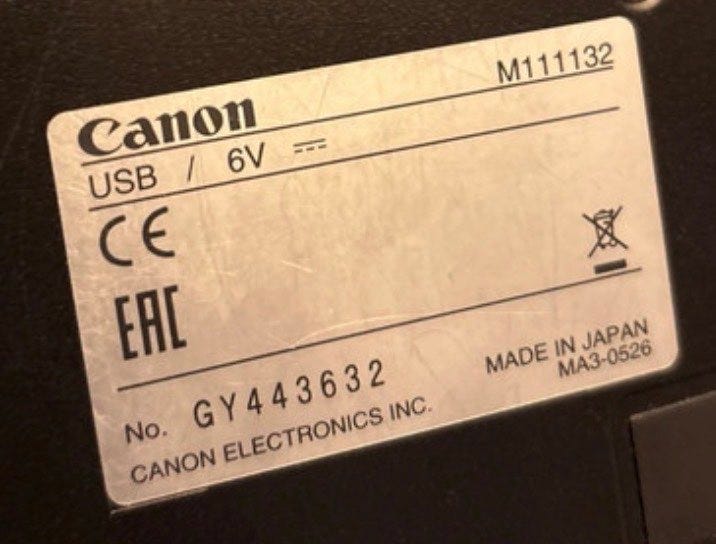 Canon M111132
USB / 6V
CE
EAC
No. GY443632 MADE IN JAPAN
MA3-0526
CANON ELECTRONICS INC.